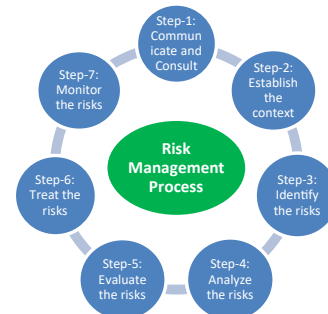 Step-1:
Commun
icate and
Consult
Step-2:
Establish
the
context
Step-3:
Identify
the risks
Step-4:
Analyze
the risks
Step-5:
Evaluate
the risks
Step-6:
Treat the
risks
Step-7:
Monitor
the risks
Risk
Management
Process